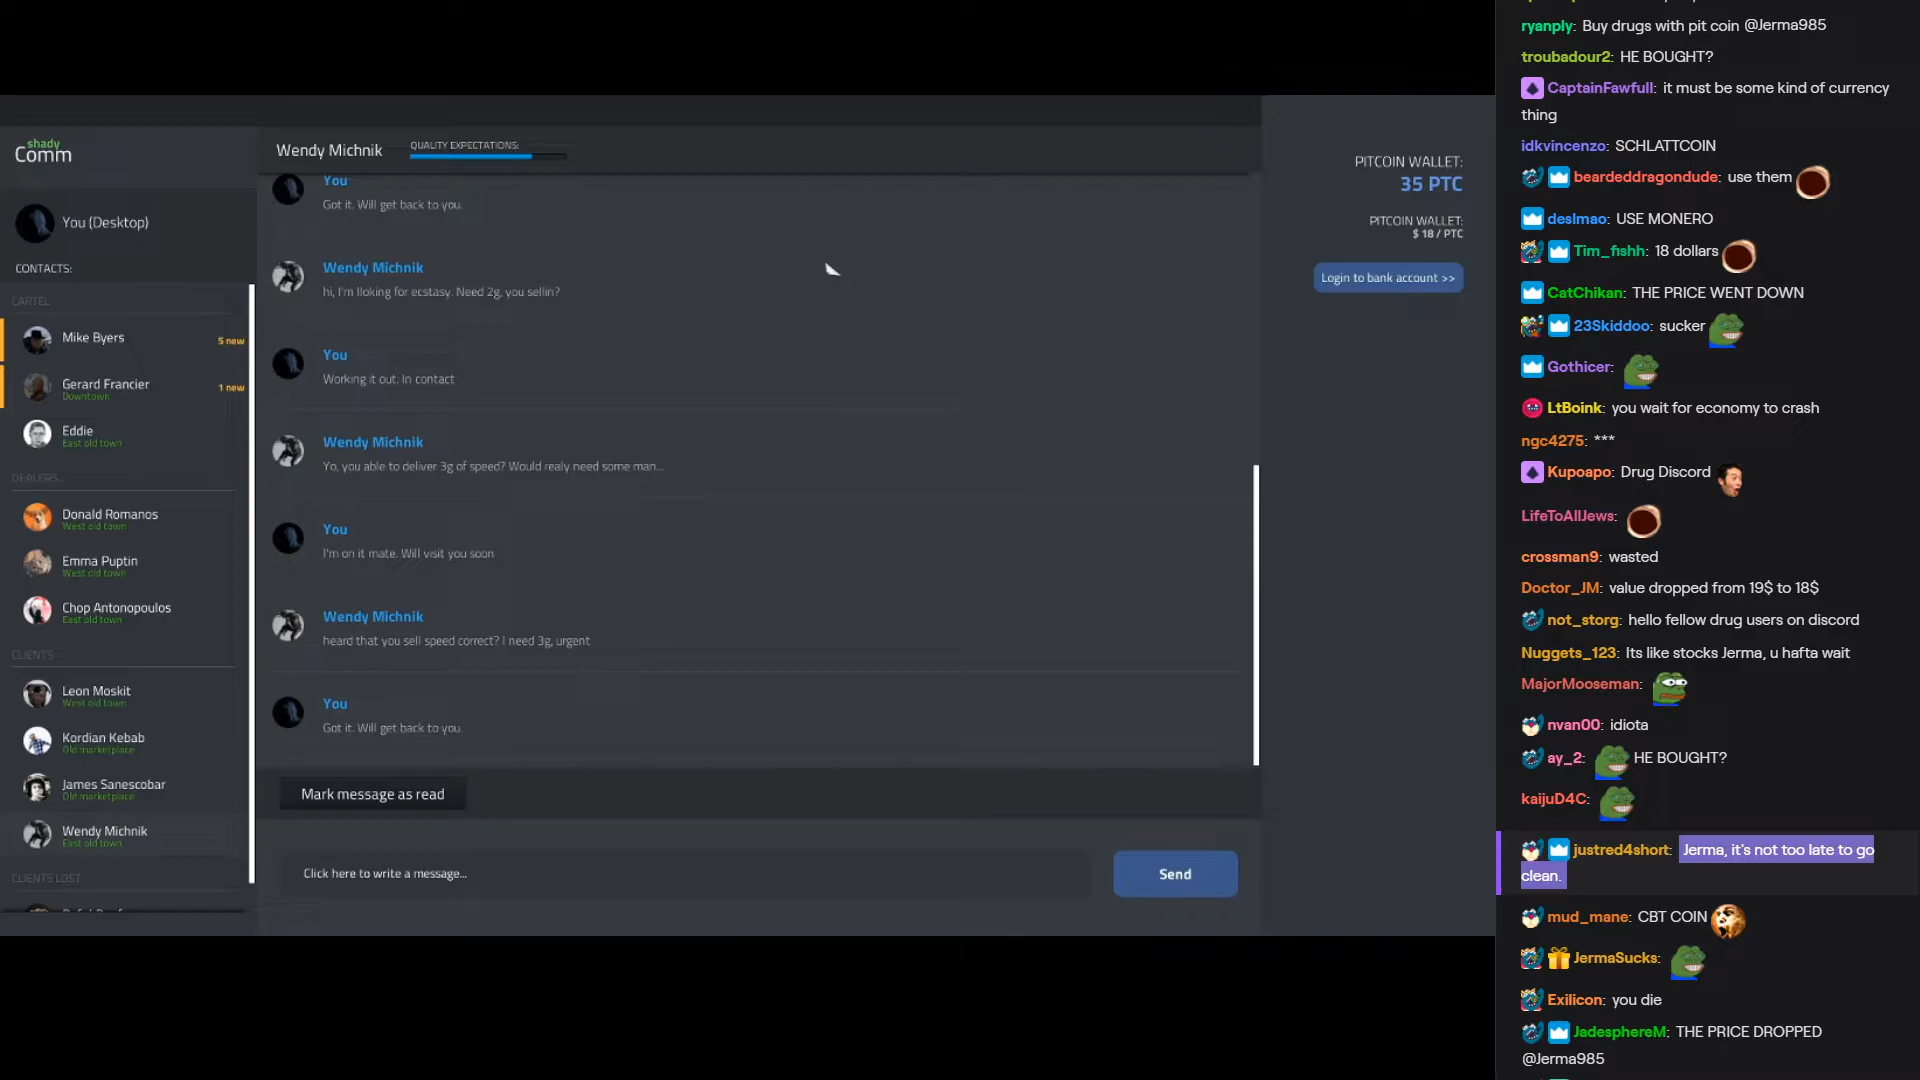 shady
Comm
You (Desktop)
CONTACTS:
CARTEL
Mike Byers
5 new
Gerard Francier
Downtown
1 new
Eddie
East old town
DEALERS
Donald Romanos
West old town
Emma Puptin
West old town
Chop Antonopoulos
East old town
CLIENTS
Leon Moskit
West old town
Kordian Kebab
Old marketplace
James Sanescobar
Old marketplace
Wendy Michnik
East old town
CLIENTS LOST
Wendy Michnik
QUALITY EXPECTATIONS:
You
Got it. Will get back to you.
Wendy Michnik
hi, I'm lloking for ecstasy. Need 2g, you sellin?
You
Working it out. In contact
Wendy Michnik
Yo, you able to deliver 3g of speed? Would realy need some man...
You
I'm on it mate. Will visit you soon
Wendy Michnik
heard that you sell speed correct? I need 3g, urgent
You
Got it. Will get back to you.
Mark message as read
Click here to write a message...
Send
PITCOIN WALLET:
35 PTC
PITCOIN WALLET:
$ 18 / PTC
Login to bank account >>
ryanply: Buy drugs with pit coin @Jerma985
troubadour2: HE BOUGHT?
CaptainFawfull: it must be some kind of currency
thing
idkvincenzo: SCHLATTCOIN
beardeddragondude: use them
deslmao: USE MONERO
Tim_fishh: 18 dollars
CatChikan: THE PRICE WENT DOWN
23Skiddoo: sucker
Gothicer:
LtBoink: you wait for economy to crash
ngc4275: ***
Kupoapo: Drug Discord
LifeToAllJews:
crossman9: wasted
Doctor_JM: value dropped from 19$ to 18$
not_storg: hello fellow drug users on discord
Nuggets_123: Its like stocks Jerma, u hafta wait
MajorMooseman:
nvan00: idiota
ay_2: HE BOUGHT?
kaijuD4C:
justred4short: Jerma, it's not too late to go
clean.
mud_mane: CBT COIN
JermaSucks:
Exilicon: you die
JadesphereM: THE PRICE DROPPED
@Jerma985